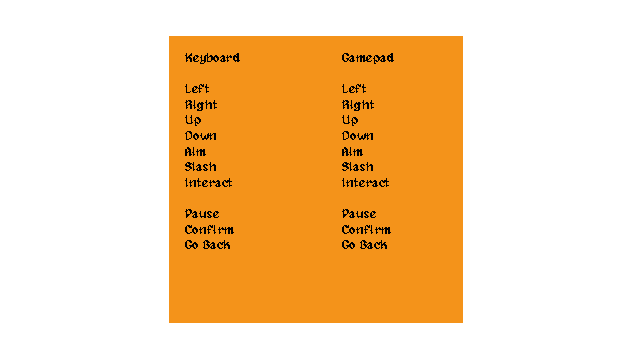 Keyboard Gamepad
Left Left
Right Right
Up Up
Down Down
Aim Aim
Slash Slash
Interact Interact
Pause Pause
Confirm Confirm
Go Back Go Back